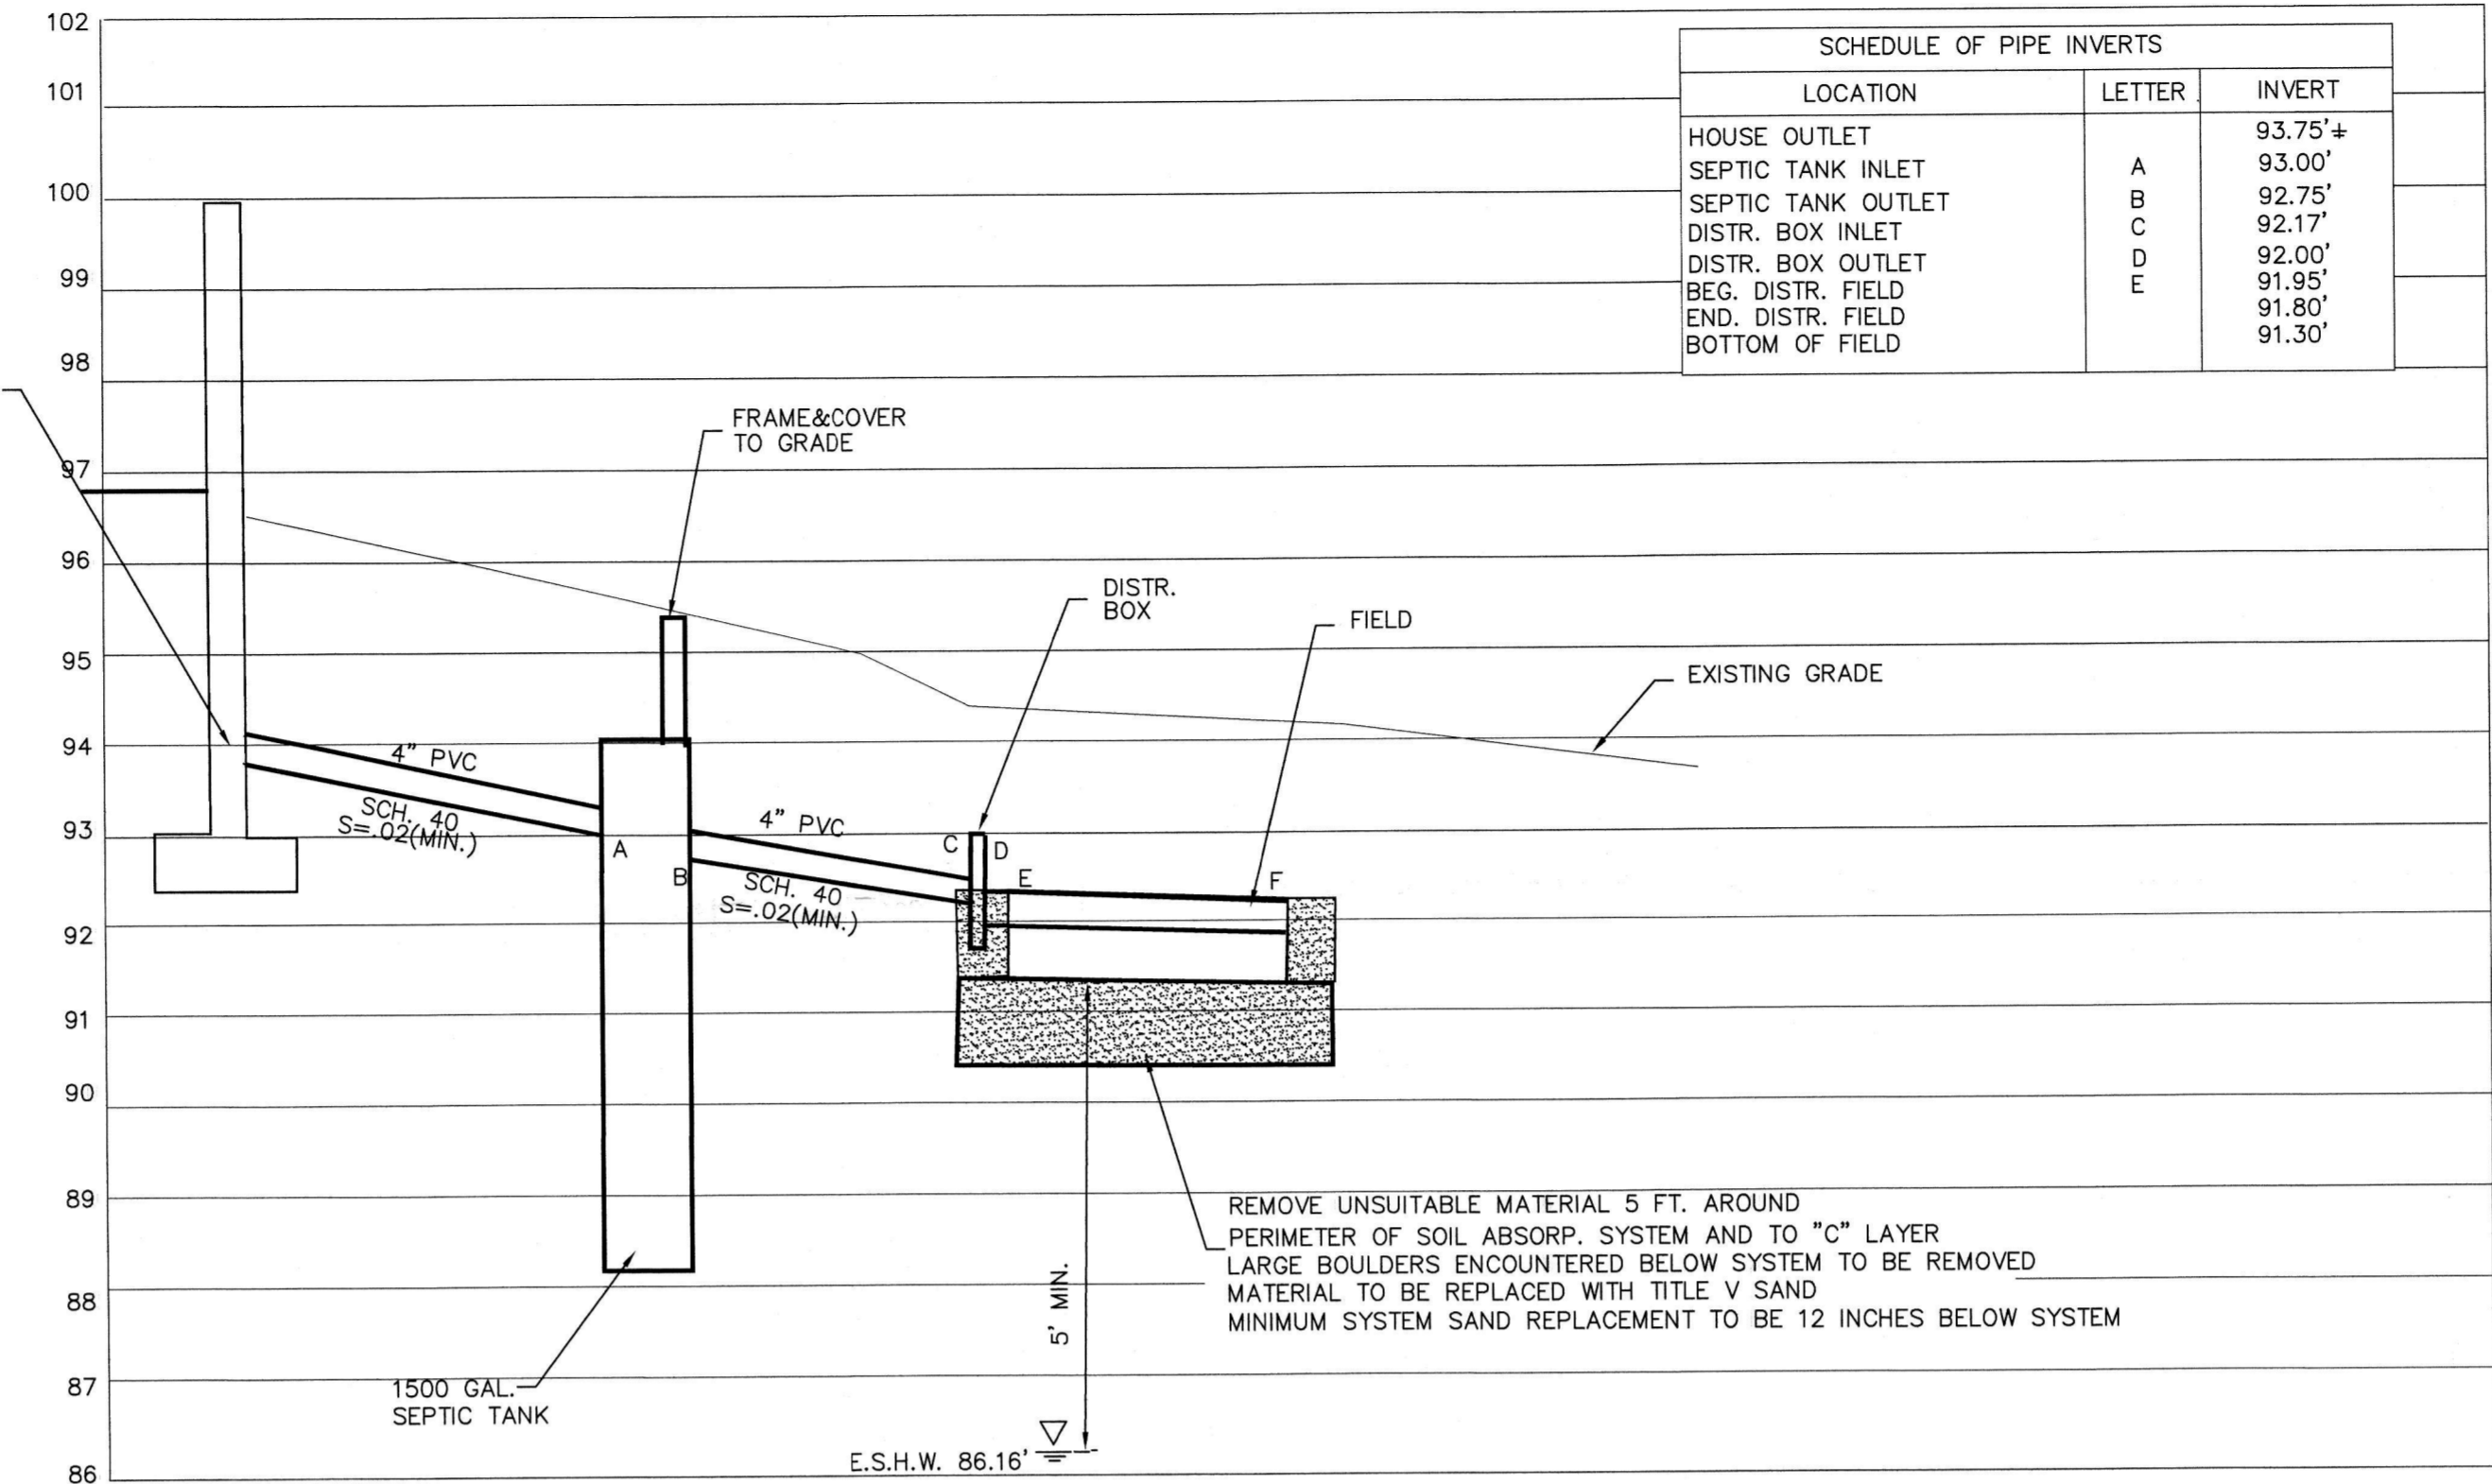 102
101
100
99
98
97
96
95
94
93
92
91
90
89
88
87
86
SCHEDULE OF PIPE INVERTS
LOCATION LETTER INVERT
HOUSE OUTLET 93.75'±
SEPTIC TANK INLET A 93.00'
SEPTIC TANK OUTLET B 92.75'
DISTR. BOX INLET C 92.17'
DISTR. BOX OUTLET D 92.00'
BEG. DISTR. FIELD E 91.95'
END. DISTR. FIELD 91.80'
BOTTOM OF FIELD 91.30'
FRAME&COVER
TO GRADE
DISTR.
BOX
FIELD
EXISTING GRADE
4" PVC
SCH. 40
S=.02(MIN.)
A
B
4" PVC
SCH. 40
S=.02(MIN.)
C
D
E
F
REMOVE UNSUITABLE MATERIAL 5 FT. AROUND
PERIMETER OF SOIL ABSORP. SYSTEM AND TO "C" LAYER
LARGE BOULDERS ENCOUNTERED BELOW SYSTEM TO BE REMOVED
MATERIAL TO BE REPLACED WITH TITLE V SAND
MINIMUM SYSTEM SAND REPLACEMENT TO BE 12 INCHES BELOW SYSTEM
5' MIN.
1500 GAL.
SEPTIC TANK
E.S.H.W. 86.16'